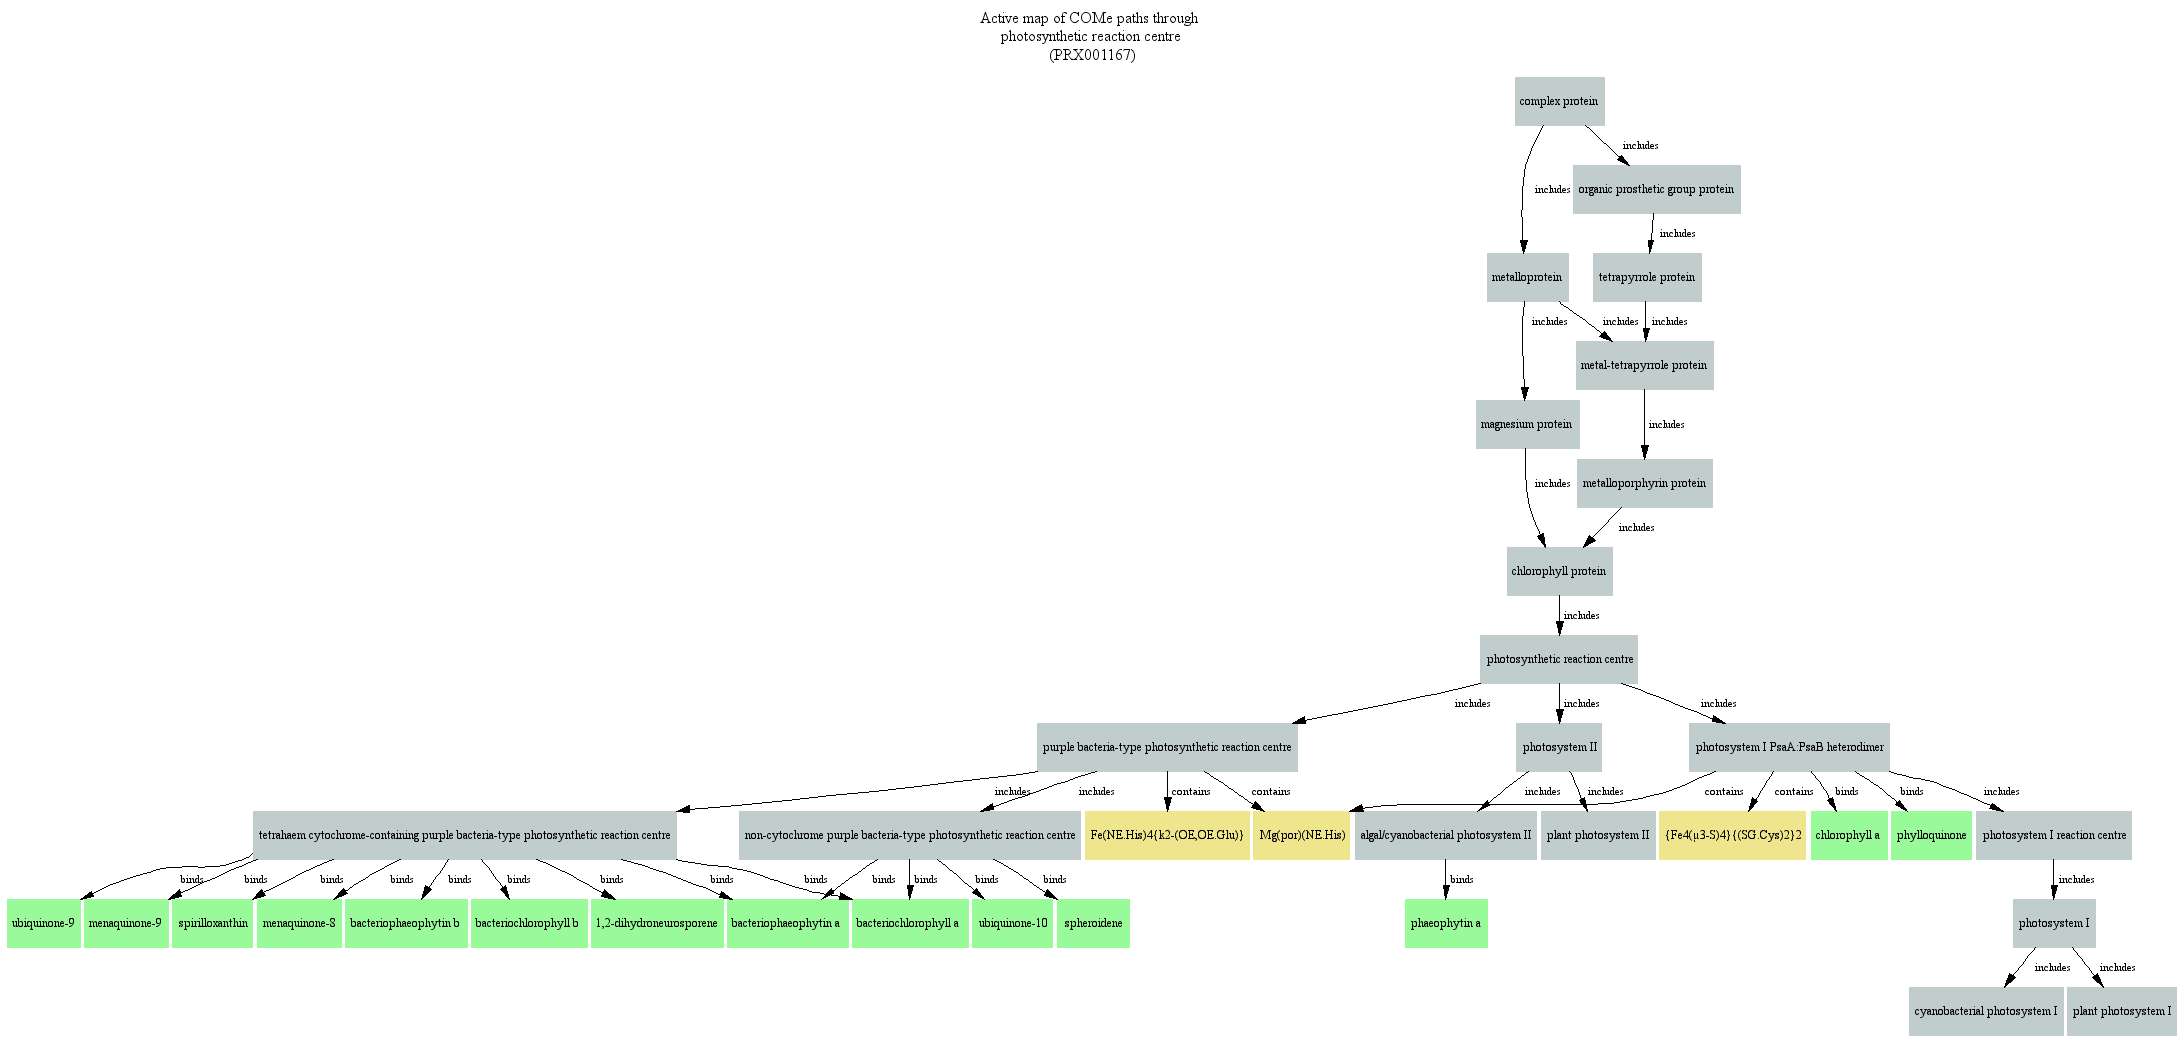 Active map of COMe paths through
photosynthetic reaction centre
(PRX001167)
complex protein
includes
organic prosthetic group protein
includes
includes
metalloprotein
tetrapyrrole protein
includes
includes
includes
metal-tetrapyrrole protein
magnesium protein
includes
includes
metalloporphyrin protein
includes
chlorophyll protein
includes
photosynthetic reaction centre
includes
includes
includes
purple bacteria-type photosynthetic reaction centre
photosystem II
photosystem I PsaA:PsaB heterodimer
includes
includes
contains
contains
includes
includes
contains
contains
binds
binds
includes
tetrahaem cytochrome-containing purple bacteria-type photosynthetic reaction centre
non-cytochrome purple bacteria-type photosynthetic reaction centre
Fe(NE.His)4{k2-(OE,OE.Glu)}
Mg(por)(NE.His)
algal/cyanobacterial photosystem II
plant photosystem II
{Fe4(µ3-S)4}{(SG.Cys)2}2
chlorophyll a
phylloquinone
photosystem I reaction centre
binds
binds
binds
binds
binds
binds
binds
binds
binds
binds
binds
binds
binds
binds
includes
ubiquinone-9
menaquinone-9
spirilloxanthin
menaquinone-8
bacteriophaeophytin b
bacteriochlorophyll b
1,2-dihydroneurosporene
bacteriophaeophytin a
bacteriochlorophyll a
ubiquinone-10
spheroidene
phaeophytin a
photosystem I
includes
includes
cyanobacterial photosystem I
plant photosystem I